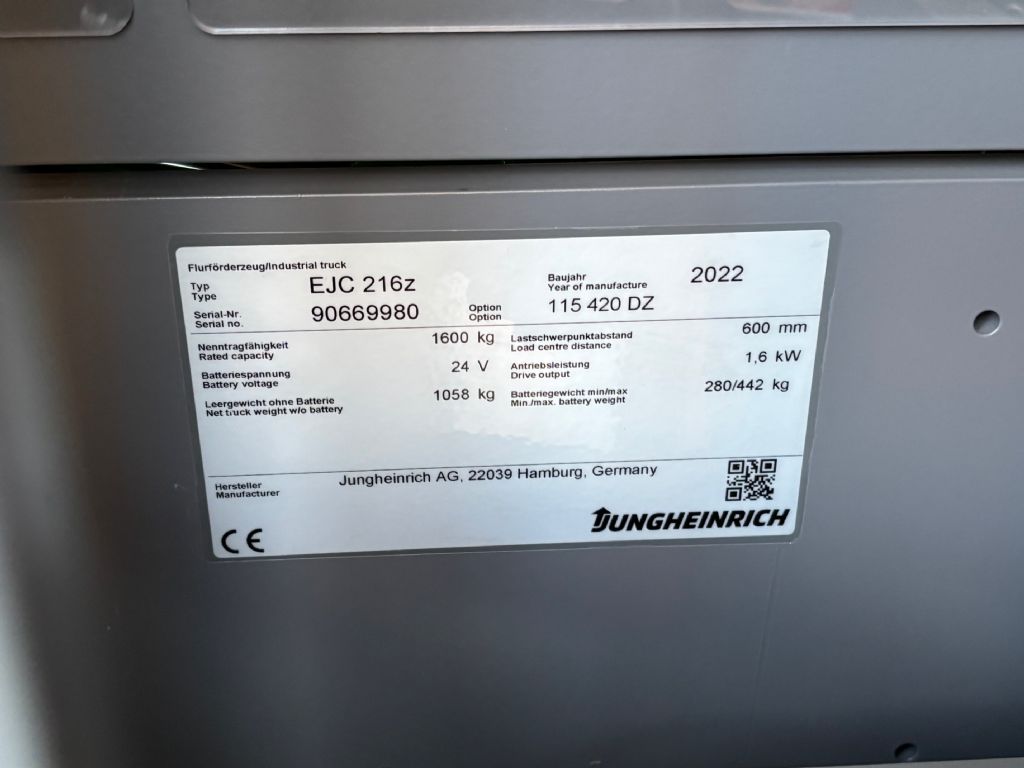 Flurförderzeug/Industrial truck
Typ
Type
EJC 216z
Baujahr
Year of manufacture
2022
Serial-Nr.
Serial no.
90669980
Option
Option
115 420 DZ
Nenntragfähigkeit
Rated capacity
1600 kg
Lastschwerpunktabstand
Load centre distance
600 mm
Batteriespannung
Battery voltage
24 V
Antriebsleistung
Drive output
1,6 kW
Leergewicht ohne Batterie
Net truck weight w/o battery
1058 kg
Batteriegewicht min/max
Min./max. battery weight
280/442 kg
Hersteller
Manufacturer
Jungheinrich AG, 22039 Hamburg, Germany
CE
JUNGHEINRICH